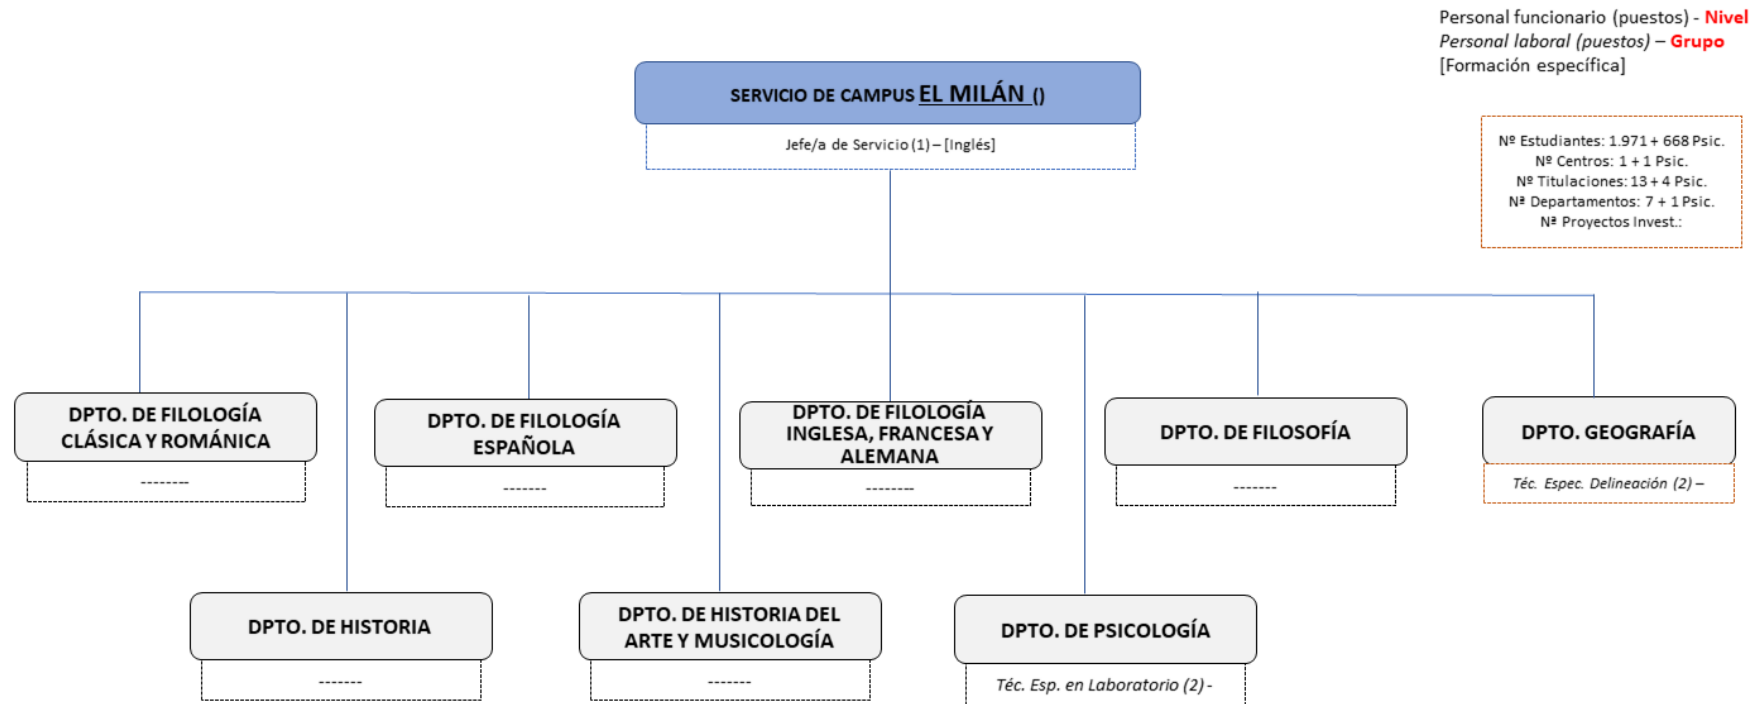 Personal funcionario (puestos) - Nivel
Personal laboral (puestos) – Grupo
[Formación específica]
SERVICIO DE CAMPUS EL MILÁN ()
Jefe/a de Servicio (1) – [Inglés]
Nº Estudiantes: 1.971 + 668 Psic.
Nº Centros: 1 + 1 Psic.
Nº Titulaciones: 13 + 4 Psic.
Nª Departamentos: 7 + 1 Psic.
Nª Proyectos Invest.:
DPTO. DE FILOLOGÍA
CLÁSICA Y ROMÁNICA
--------
DPTO. DE FILOLOGÍA
ESPAÑOLA
-------
DPTO. DE FILOLOGÍA
INGLESA, FRANCESA Y
ALEMANA
--------
DPTO. DE FILOSOFÍA
-------
DPTO. GEOGRAFÍA
Téc. Espec. Delineación (2) –
DPTO. DE HISTORIA
-------
DPTO. DE HISTORIA DEL
ARTE Y MUSICOLOGÍA
-------
DPTO. DE PSICOLOGÍA
Téc. Esp. en Laboratorio (2) -